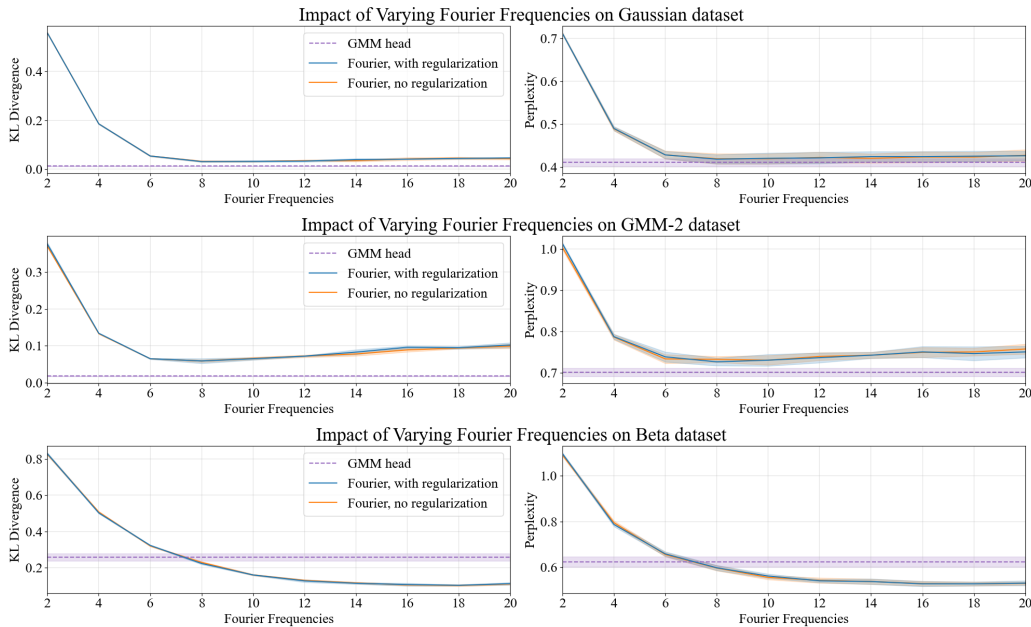 Impact of Varying Fourier Frequencies on Gaussian dataset
KL Divergence
0.4
0.2
0.0
GMM head
Fourier, with regularization
Fourier, no regularization
2 4 6 8 10 12 14 16 18 20
Fourier Frequencies
Perplexity
0.7
0.6
0.5
0.4
2 4 6 8 10 12 14 16 18 20
Fourier Frequencies
Impact of Varying Fourier Frequencies on GMM-2 dataset
KL Divergence
0.3
0.2
0.1
0.0
GMM head
Fourier, with regularization
Fourier, no regularization
2 4 6 8 10 12 14 16 18 20
Fourier Frequencies
Perplexity
1.0
0.9
0.8
0.7
2 4 6 8 10 12 14 16 18 20
Fourier Frequencies
Impact of Varying Fourier Frequencies on Beta dataset
KL Divergence
0.8
0.6
0.4
0.2
GMM head
Fourier, with regularization
Fourier, no regularization
2 4 6 8 10 12 14 16 18 20
Fourier Frequencies
Perplexity
1.0
0.8
0.6
2 4 6 8 10 12 14 16 18 20
Fourier Frequencies